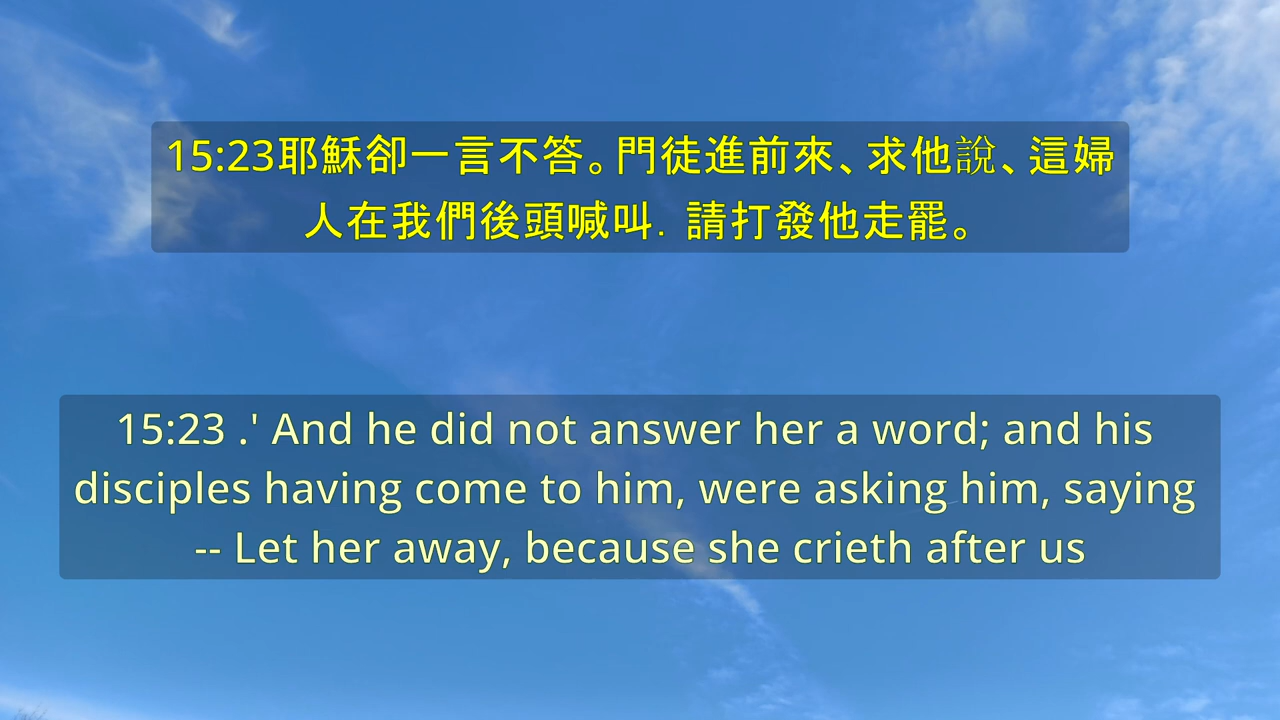 15:23耶穌卻一言不答。門徒進前來、求他說、這婦
人在我們後頭喊叫．請打發他走罷。
15:23 .' And he did not answer her a word; and his
disciples having come to him, were asking him, saying
-- Let her away, because she crieth after us